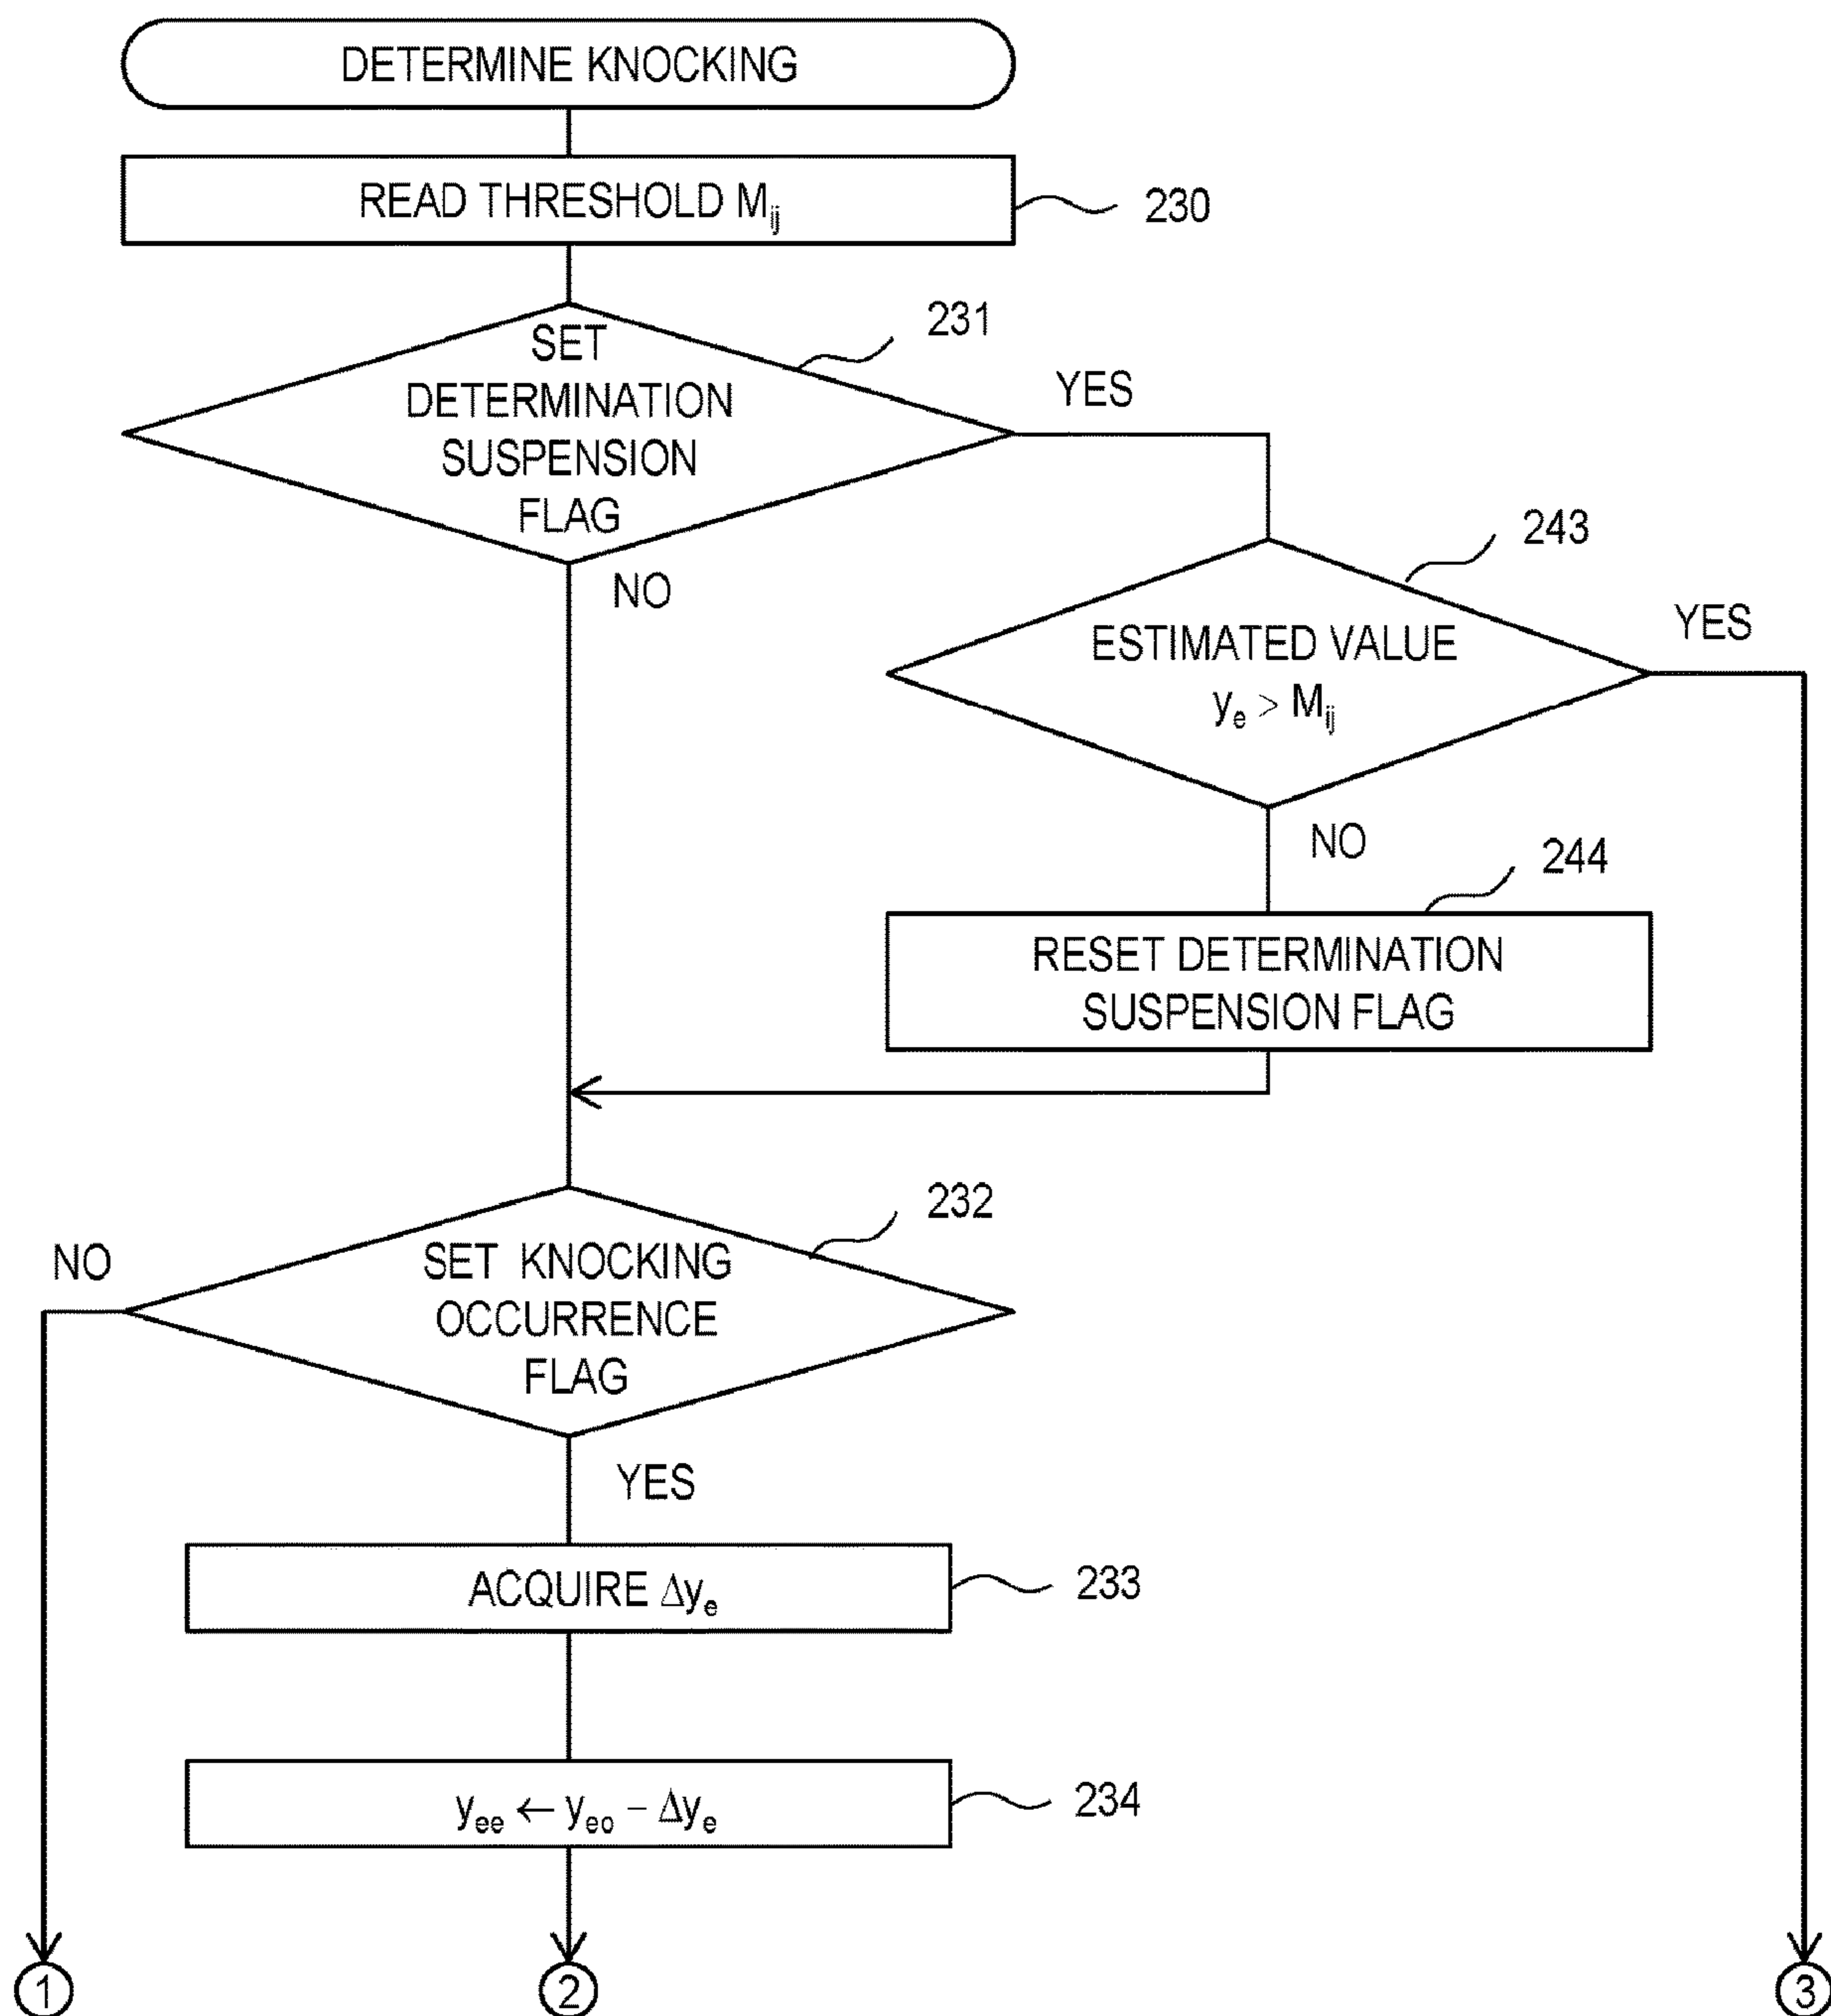 DETERMINE KNOCKING
READ THRESHOLD Mij
230
231
SET
DETERMINATION
SUSPENSION
FLAG
YES
NO
243
ESTIMATED VALUE
ye > Mij
YES
NO
244
RESET DETERMINATION
SUSPENSION FLAG
232
NO
SET KNOCKING
OCCURRENCE
FLAG
YES
ACQUIRE Δye
233
yee ← yeo − Δye
234
1
2
3